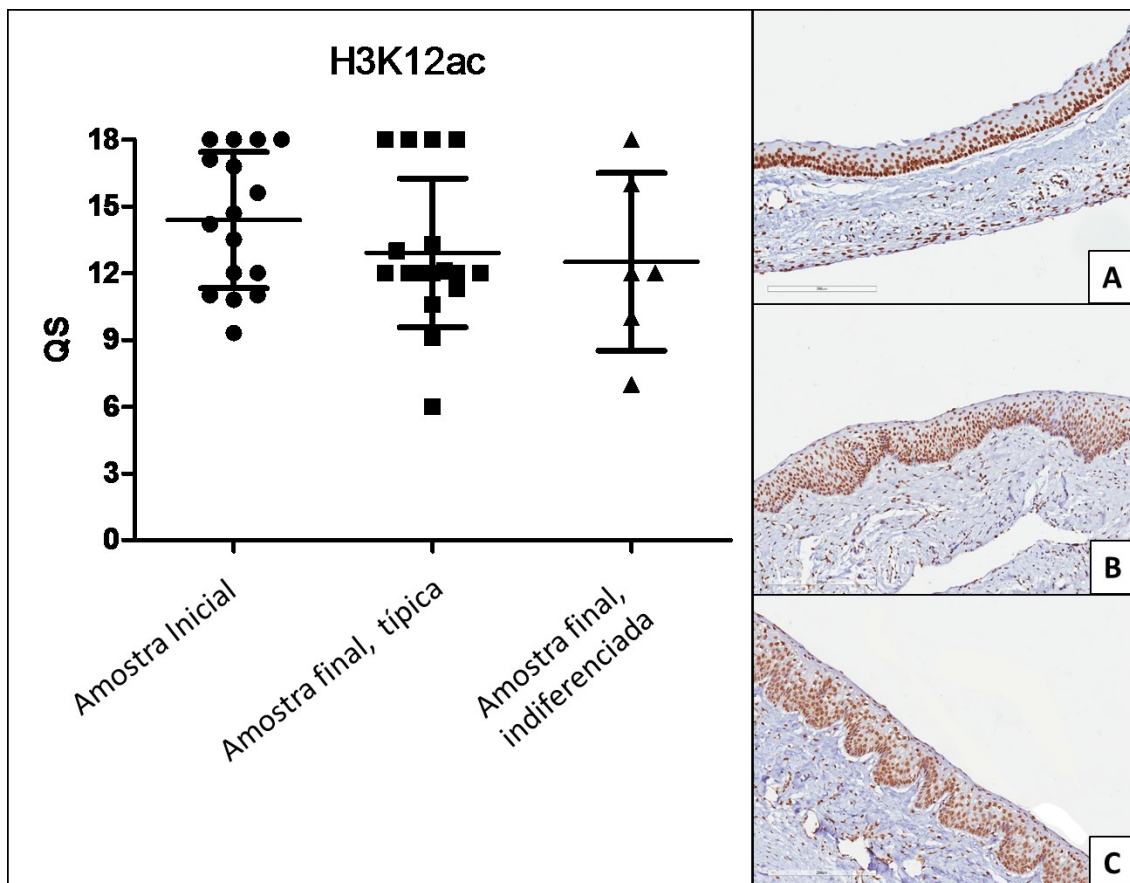 H3K12ac
QS
18
15
12
9
6
3
0
Amostra Inicial
Amostra final, típica
Amostra final,
indiferenciada
A
B
C